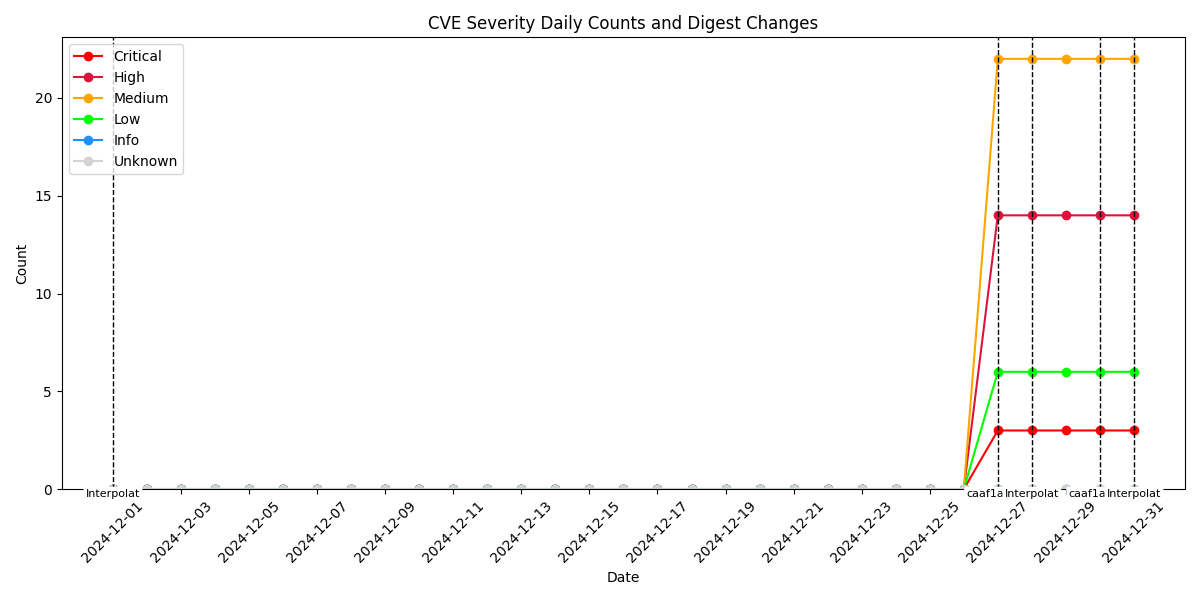 CVE Severity Daily Counts and Digest Changes
Critical
High
Medium
Low
Info
Unknown
Count
20
15
10
5
0
Interpolat
caaf1a
Interpolat
caaf1a
Interpolat
2024-12-01
2024-12-03
2024-12-05
2024-12-07
2024-12-09
2024-12-11
2024-12-13
2024-12-15
2024-12-17
2024-12-19
2024-12-21
2024-12-23
2024-12-25
2024-12-27
2024-12-29
2024-12-31
Date